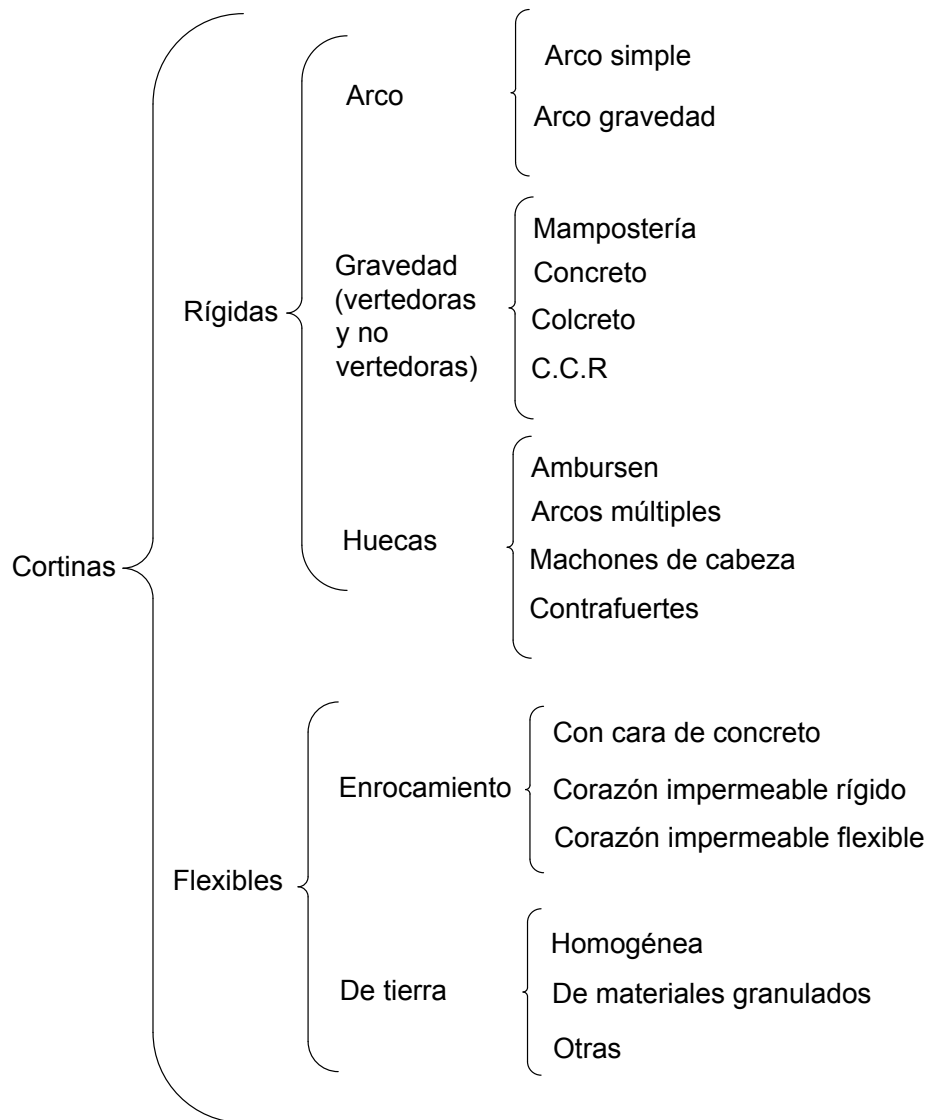 Cortinas
Rígidas
Arco
Arco simple
Arco gravedad
Gravedad
(vertedoras
y no
vertedoras)
Mampostería
Concreto
Colcreto
C.C.R
Huecas
Ambursen
Arcos múltiples
Machones de cabeza
Contrafuertes
Flexibles
Enrocamiento
Con cara de concreto
Corazón impermeable rígido
Corazón impermeable flexible
De tierra
Homogénea
De materiales granulados
Otras